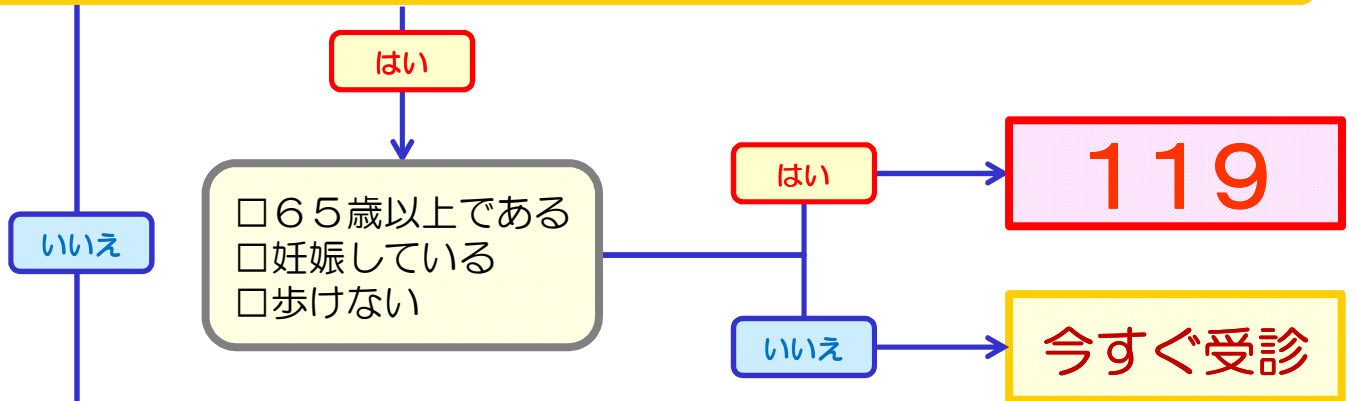 はい
□６５歳以上である
□妊娠している
□歩けない
いいえ
はい
１１９
いいえ
今すぐ受診